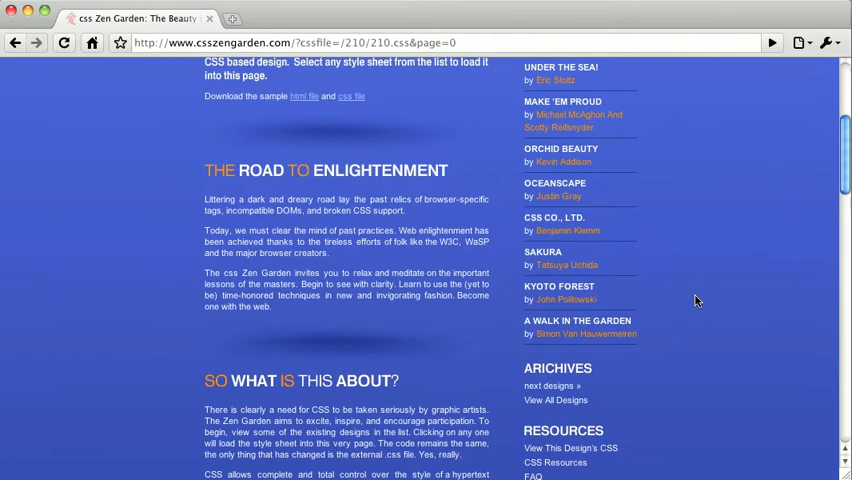 css Zen Garden: The Beauty
http://www.csszengarden.com/?cssfile=/210/210.css&page=0
CSS based design. Select any style sheet from the list to load it
into this page.
Download the sample html file and css file
THE ROAD TO ENLIGHTENMENT
Littering a dark and dreary road lay the past relics of browser-specific
tags, incompatible DOMs, and broken CSS support.
Today, we must clear the mind of past practices. Web enlightenment has
been achieved thanks to the tireless efforts of folk like the W3C, WaSP
and the major browser creators.
The css Zen Garden invites you to relax and meditate on the important
lessons of the masters. Begin to see with clarity. Learn to use the (yet to
be) time-honored techniques in new and invigorating fashion. Become
one with the web.
SO WHAT IS THIS ABOUT?
There is clearly a need for CSS to be taken seriously by graphic artists.
The Zen Garden aims to excite, inspire, and encourage participation. To
begin, view some of the existing designs in the list. Clicking on any one
will load the style sheet into this very page. The code remains the same,
the only thing that has changed is the external .css file. Yes, really.
CSS allows complete and total control over the style of a hypertext
UNDER THE SEA!
by Eric Stoltz
MAKE 'EM PROUD
by Michael McAghon And
Scotty Reifsnyder
ORCHID BEAUTY
by Kevin Addison
OCEANSCAPE
by Justin Gray
CSS CO., LTD.
by Benjamin Klemm
SAKURA
by Tatsuya Uchida
KYOTO FOREST
by John Politowski
A WALK IN THE GARDEN
by Simon Van Hauwermeiren
ARICHIVES
next designs »
View All Designs
RESOURCES
View This Design's CSS
CSS Resources
FAQ